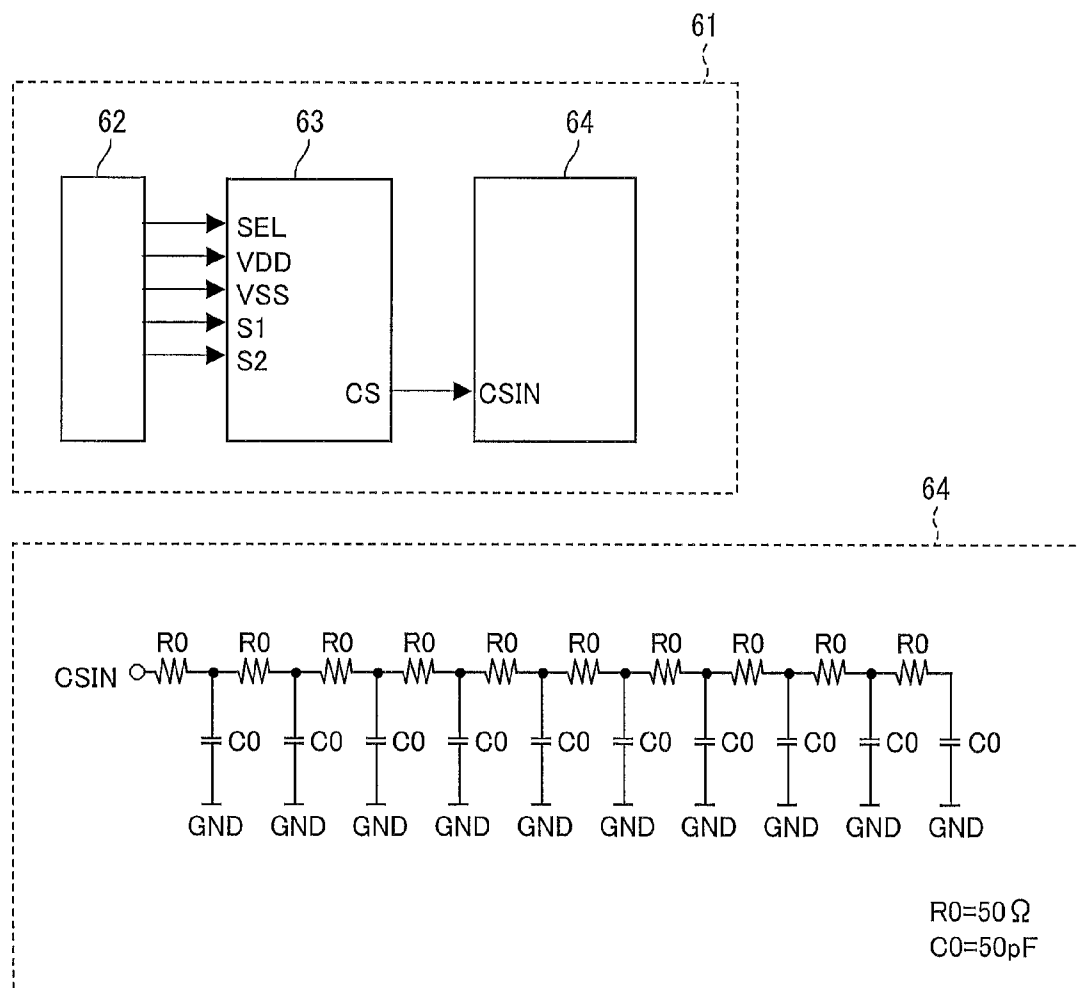 61
62 63 64
SEL
VDD
VSS
S1
S2
CS CSIN
64
R0 R0 R0 R0 R0 R0 R0 R0 R0 R0
CSIN
C0 C0 C0 C0 C0 C0 C0 C0 C0 C0
GND GND GND GND GND GND GND GND GND GND
R0=50Ω
C0=50pF